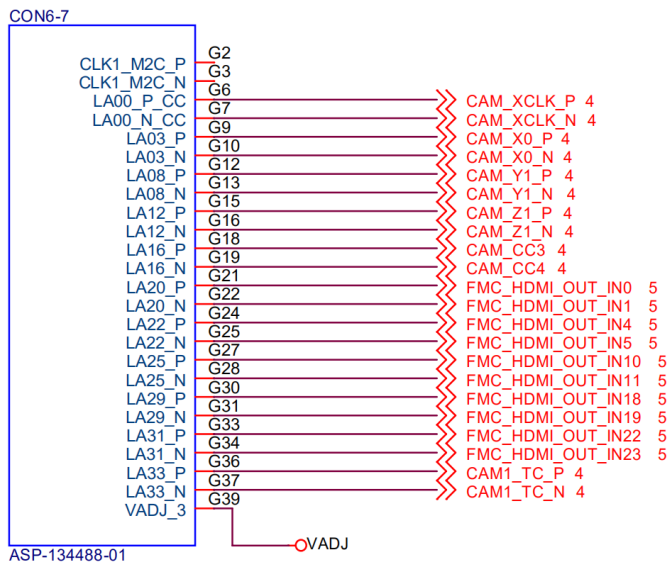 CON6-7
CLK1_M2C_P G2
CLK1_M2C_N G3
LA00_P_CC G6 CAM_XCLK_P 4
LA00_N_CC G7 CAM_XCLK_N 4
LA03_P G9 CAM_X0_P 4
LA03_N G10 CAM_X0_N 4
LA08_P G12 CAM_Y1_P 4
LA08_N G13 CAM_Y1_N 4
LA12_P G15 CAM_Z1_P 4
LA12_N G16 CAM_Z1_N 4
LA16_P G18 CAM_CC3 4
LA16_N G19 CAM_CC4 4
LA20_P G21 FMC_HDMI_OUT_IN0 5
LA20_N G22 FMC_HDMI_OUT_IN1 5
LA22_P G24 FMC_HDMI_OUT_IN4 5
LA22_N G25 FMC_HDMI_OUT_IN5 5
LA25_P G27 FMC_HDMI_OUT_IN10 5
LA25_N G28 FMC_HDMI_OUT_IN11 5
LA29_P G30 FMC_HDMI_OUT_IN18 5
LA29_N G31 FMC_HDMI_OUT_IN19 5
LA31_P G33 FMC_HDMI_OUT_IN22 5
LA31_N G34 FMC_HDMI_OUT_IN23 5
LA33_P G36 CAM1_TC_P 4
LA33_N G37 CAM1_TC_N 4
VADJ_3 G39
VADJ
ASP-134488-01